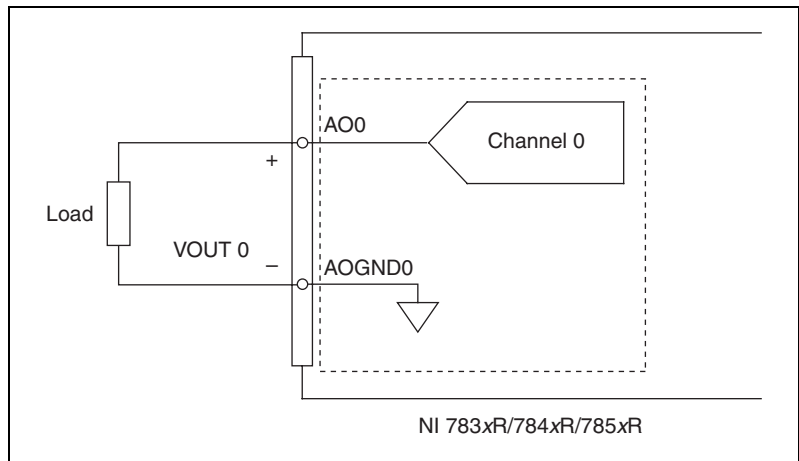 AO0
Channel 0
+
Load
VOUT 0
–
AOGND0
NI 783xR/784xR/785xR